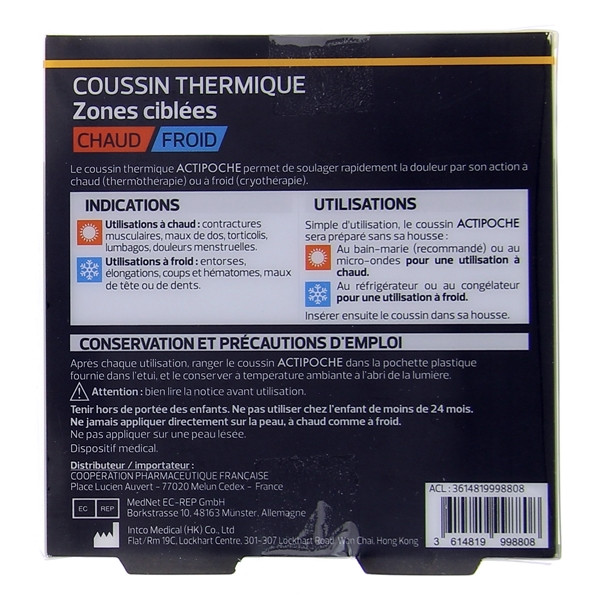 COUSSIN THERMIQUE
Zones ciblées
CHAUD / FROID
Le coussin thermique ACTIPOCHE permet de soulager rapidement la douleur par son action à
chaud (thermothérapie) ou a froid (cryothérapie).
INDICATIONS
Utilisations à chaud : contractures
musculaires, maux de dos, torticolis,
lumbagos, douleurs menstruelles.
Utilisations à froid : entorses,
élongations, coups et hématomes, maux
de tête ou de dents.
UTILISATIONS
Simple d'utilisation, le coussin ACTIPOCHE
sera préparé sans sa housse :
Au bain-marie (recommandé) ou au
micro-ondes pour une utilisation à
chaud.
Au réfrigérateur ou au congélateur
pour une utilisation à froid.
Insérer ensuite le coussin dans sa housse.
CONSERVATION ET PRÉCAUTIONS D'EMPLOI
Après chaque utilisation, ranger le coussin ACTIPOCHE dans la pochette plastique
fournie dans l'etui, et le conserver a température ambiante à l'abri de la lumière.
Attention : bien lire la notice avant utilisation.
Tenir hors de portée des enfants. Ne pas utiliser chez l'enfant de moins de 24 mois.
Ne jamais appliquer directement sur la peau, à chaud comme à froid.
Ne pas appliquer sur une peau lesée.
Dispositif médical.
Distributeur / importateur :
COOPERATION PHARMACEUTIQUE FRANÇAISE
Place Lucien Auvert - 77020 Melun Cedex - France
EC REP
MedNet EC-REP GmbH
Borkstrasse 10, 48163 Münster, Allemagne
Intco Medical (HK) Co., Ltd
Flat/Rm 19C, Lockhart Centre, 301-307 Lockhart Road, Wan Chai, Hong Kong
ACL : 3614819998808
3 614819 998808